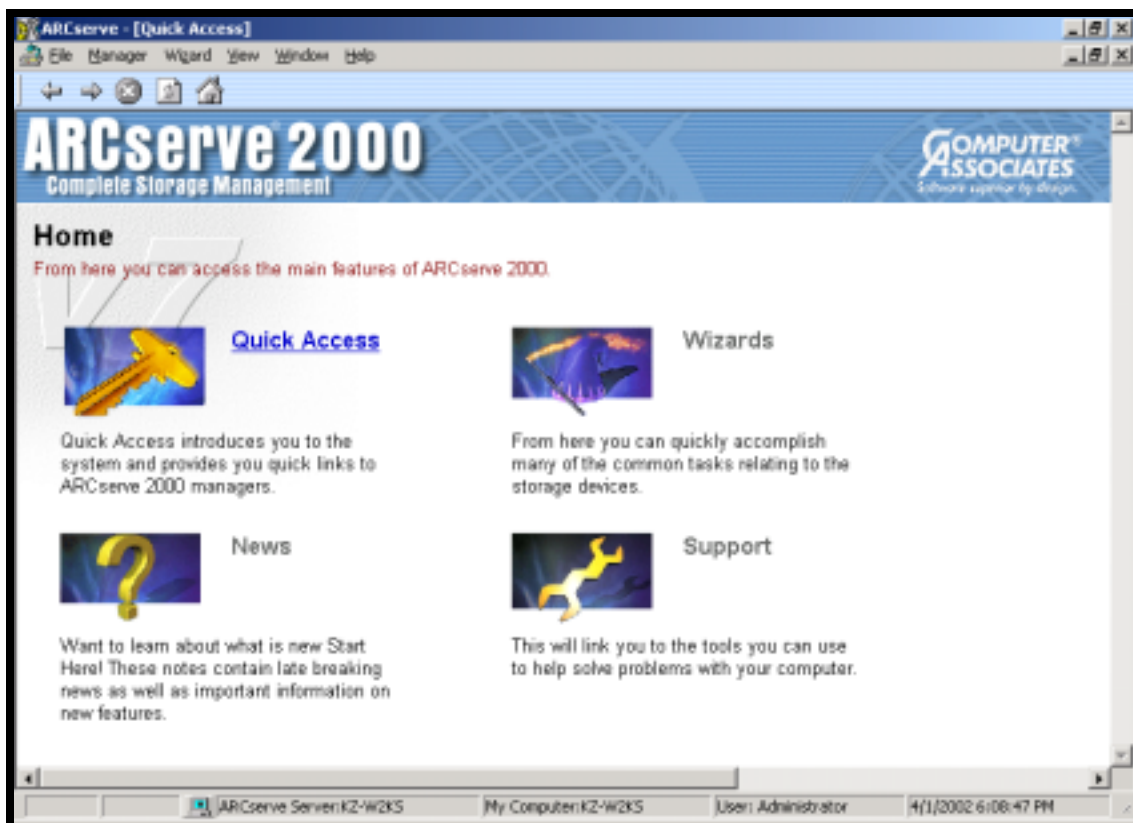 ARCserve - [Quick Access]
File Manager Wizard View Window Help
ARCserve 2000
Complete Storage Management
COMPUTER® ASSOCIATES
Software superior by design.
Home
From here you can access the main features of ARCserve 2000.
Quick Access
Quick Access introduces you to the
system and provides you quick links to
ARCserve 2000 managers.
Wizards
From here you can quickly accomplish
many of the common tasks relating to the
storage devices.
News
Want to learn about what is new Start
Here! These notes contain late breaking
news as well as important information on
new features.
Support
This will link you to the tools you can use
to help solve problems with your computer.
ARCserve Server:KZ-W2KS My Computer:KZ-W2KS User: Administrator 4/1/2002 6:08:47 PM